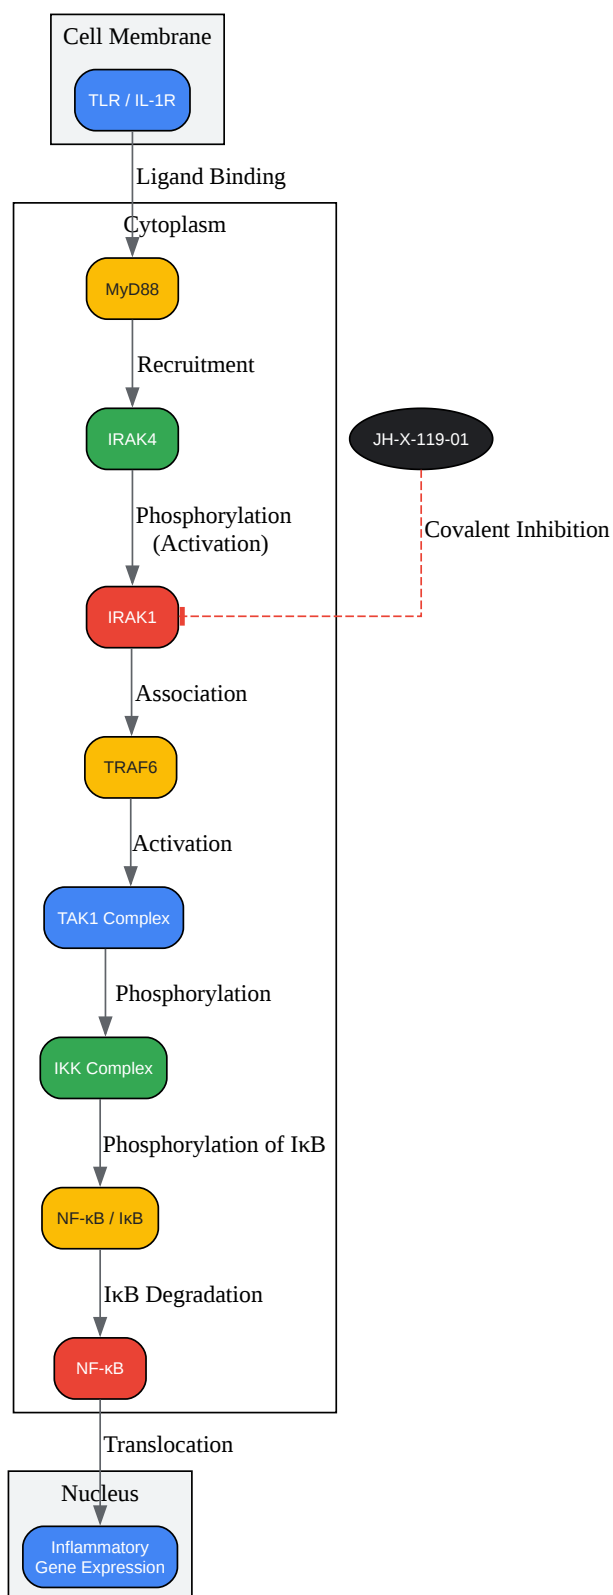 Cell Membrane
TLR / IL-1R
Ligand Binding
Cytoplasm
MyD88
Recruitment
IRAK4
JH-X-119-01
Phosphorylation
(Activation)
Covalent Inhibition
IRAK1
Association
TRAF6
Activation
TAK1 Complex
Phosphorylation
IKK Complex
Phosphorylation of IκB
NF-κB / IκB
IκB Degradation
NF-κB
Translocation
Nucleus
Inflammatory
Gene Expression